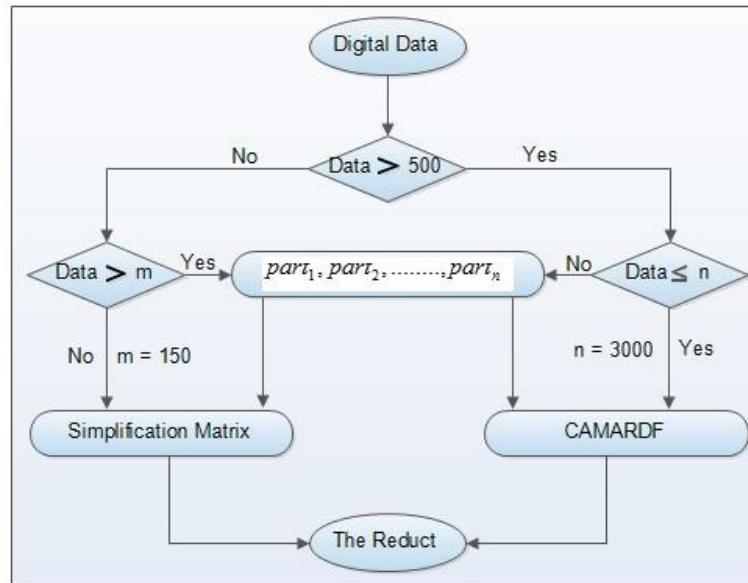 Digital Data
Data > 500
No
Yes
Data > m
Yes
part₁, part₂, ........, partₙ
No
Data ≤ n
No
m = 150
n = 3000
Yes
Simplification Matrix
CAMARDF
The Reduct